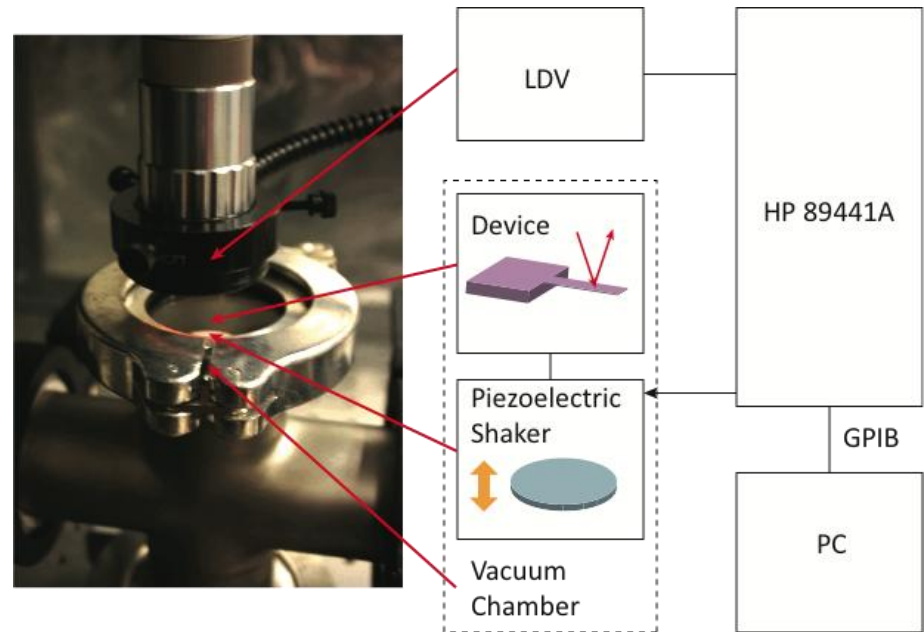 LDV
HP 89441A
Device
Piezoelectric
Shaker
GPIB
PC
Vacuum
Chamber